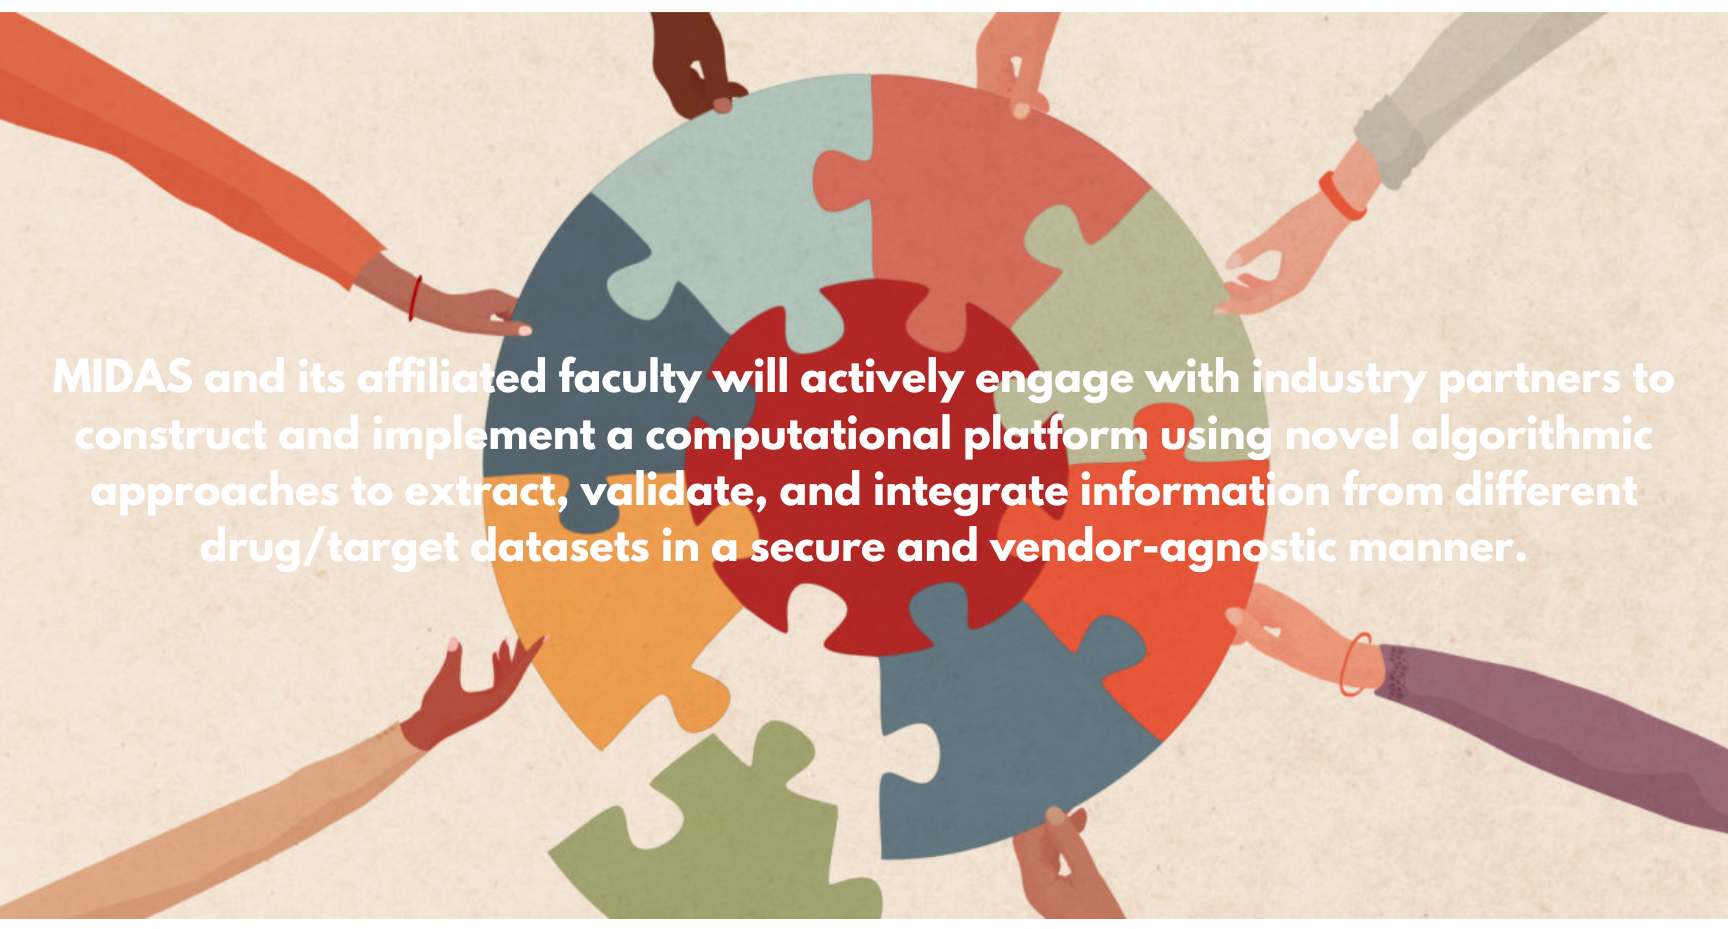 MIDAS and its affiliated faculty will actively engage with industry partners to
construct and implement a computational platform using novel algorithmic
approaches to extract, validate, and integrate information from different
drug/target datasets in a secure and vendor-agnostic manner.